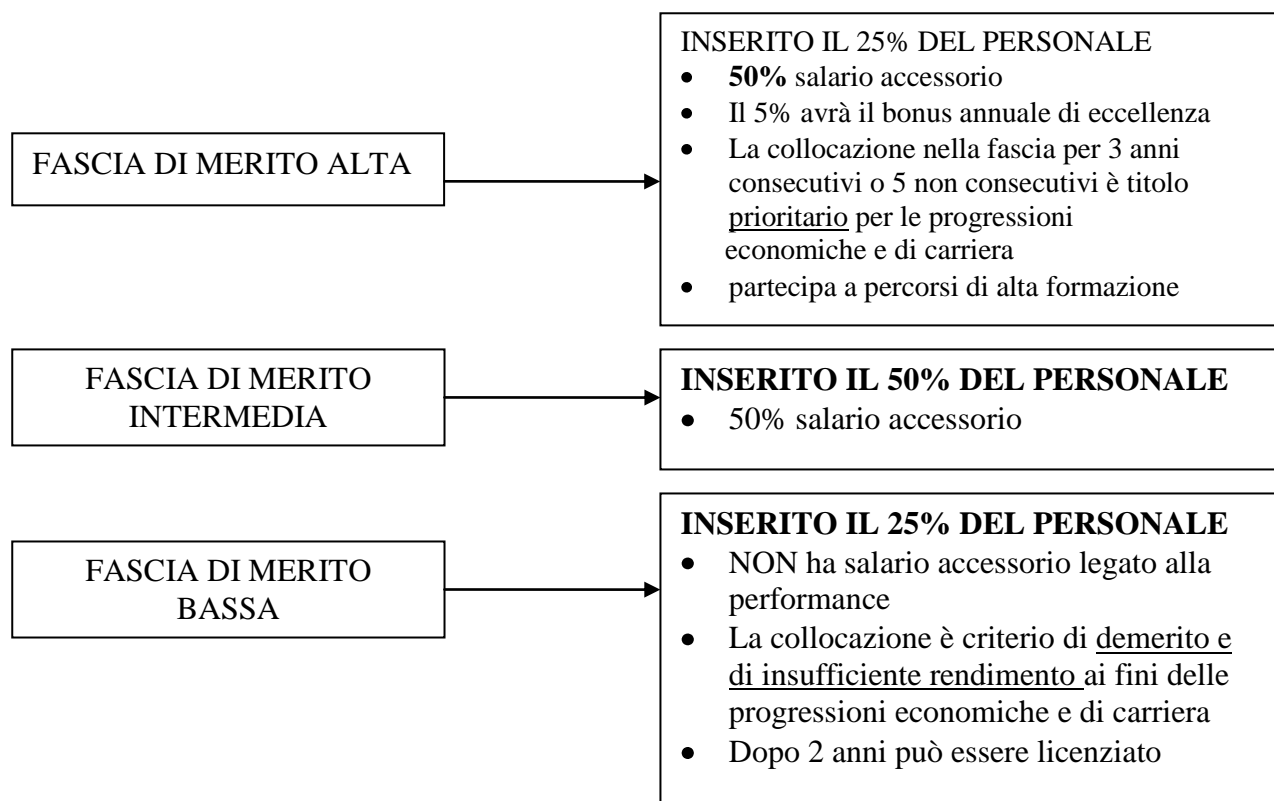 FASCIA DI MERITO ALTA
INSERITO IL 25% DEL PERSONALE
• 50% salario accessorio
• Il 5% avrà il bonus annuale di eccellenza
• La collocazione nella fascia per 3 anni
consecutivi o 5 non consecutivi è titolo
prioritario per le progressioni
economiche e di carriera
• partecipa a percorsi di alta formazione
FASCIA DI MERITO
INTERMEDIA
INSERITO IL 50% DEL PERSONALE
• 50% salario accessorio
FASCIA DI MERITO
BASSA
INSERITO IL 25% DEL PERSONALE
• NON ha salario accessorio legato alla
performance
• La collocazione è criterio di demerito e
di insufficiente rendimento ai fini delle
progressioni economiche e di carriera
• Dopo 2 anni può essere licenziato